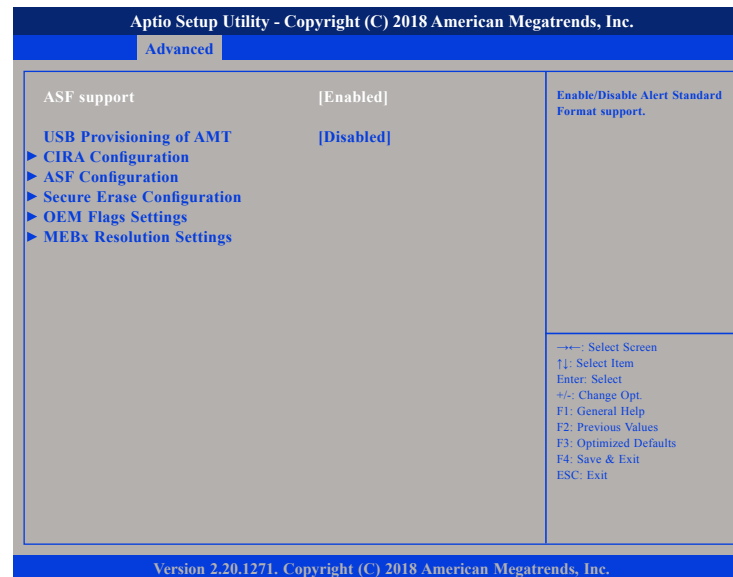 Aptio Setup Utility - Copyright (C) 2018 American Megatrends, Inc.
Advanced
ASF support [Enabled]
USB Provisioning of AMT [Disabled]
► CIRA Configuration
► ASF Configuration
► Secure Erase Configuration
► OEM Flags Settings
► MEBx Resolution Settings
Enable/Disable Alert Standard
Format support.
→←: Select Screen
↑↓: Select Item
Enter: Select
+/-: Change Opt.
F1: General Help
F2: Previous Values
F3: Optimized Defaults
F4: Save & Exit
ESC: Exit
Version 2.20.1271. Copyright (C) 2018 American Megatrends, Inc.